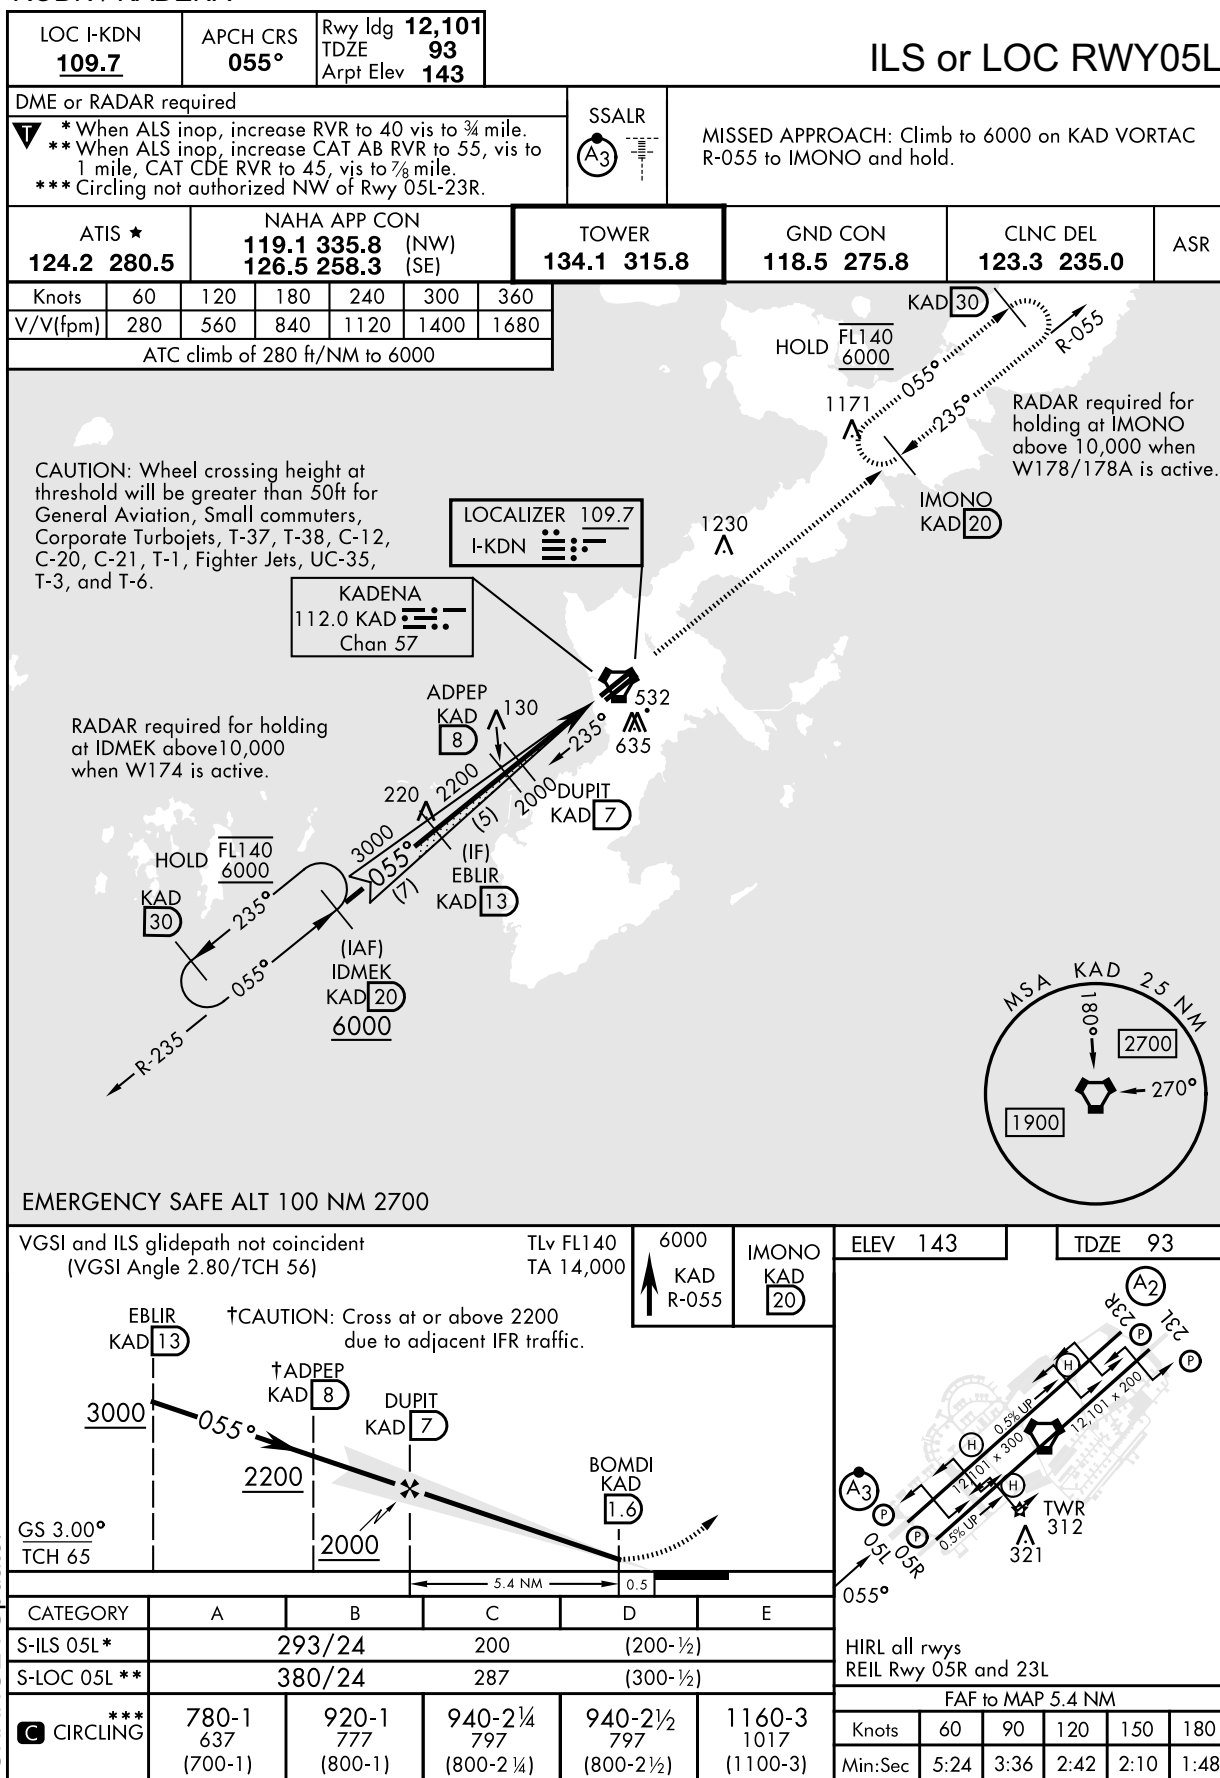 LOC I-KDN
109.7
APCH CRS
055°
Rwy ldg 12,101
TDZE 93
Arpt Elev 143
ILS or LOC RWY05L
DME or RADAR required
T * When ALS inop, increase RVR to 40 vis to ¾ mile.
** When ALS inop, increase CAT AB RVR to 55, vis to
1 mile, CAT CDE RVR to 45, vis to ⅞ mile.
*** Circling not authorized NW of Rwy 05L-23R.
SSALR
A3
MISSED APPROACH: Climb to 6000 on KAD VORTAC
R-055 to IMONO and hold.
ATIS ★
124.2 280.5
NAHA APP CON
119.1 335.8 (NW)
126.5 258.3 (SE)
TOWER
134.1 315.8
GND CON
118.5 275.8
CLNC DEL
123.3 235.0
ASR
Knots 60 120 180 240 300 360
V/V(fpm) 280 560 840 1120 1400 1680
ATC climb of 280 ft/NM to 6000
KAD 30
HOLD FL140
6000
R-055
055°
235°
1171
RADAR required for
holding at IMONO
above 10,000 when
W178/178A is active.
IMONO
KAD 20
CAUTION: Wheel crossing height at
threshold will be greater than 50ft for
General Aviation, Small commuters,
Corporate Turbojets, T-37, T-38, C-12,
C-20, C-21, T-1, Fighter Jets, UC-35,
T-3, and T-6.
LOCALIZER 109.7
I-KDN
1230
KADENA
112.0 KAD
Chan 57
ADPEP
KAD
8
130
532
635
235°
RADAR required for holding
at IDMEK above10,000
when W174 is active.
220
2200
2000
DUPIT
KAD 7
3000
055°
(5)
(7)
(IF)
EBLIR
KAD 13
HOLD FL140
6000
KAD
30
235°
055°
(IAF)
IDMEK
KAD 20
6000
R-235
MSA KAD 25 NM
180°
2700
270°
1900
EMERGENCY SAFE ALT 100 NM 2700
VGSI and ILS glidepath not coincident
(VGSI Angle 2.80/TCH 56)
TLv FL140
TA 14,000
6000
KAD
R-055
IMONO
KAD
20
ELEV 143
TDZE 93
EBLIR
KAD 13
†CAUTION: Cross at or above 2200
due to adjacent IFR traffic.
†ADPEP
KAD 8
DUPIT
KAD 7
3000
055°
2200
2000
BOMDI
KAD
1.6
GS 3.00°
TCH 65
5.4 NM
0.5
A2
23R
23L
P
P
H
0.5% UP
12,101 x 200
H
12,101 x 300
H
A3
P
P
05L
05R
0.5% UP
TWR
312
321
055°
HIRL all rwys
REIL Rwy 05R and 23L
CATEGORY A B C D E
S-ILS 05L* 293/24 200 (200-½)
S-LOC 05L ** 380/24 287 (300-½)
***
C CIRCLING
780-1 920-1 940-2¼ 940-2½ 1160-3
637 777 797 797 1017
(700-1) (800-1) (800-2¼) (800-2½) (1100-3)
FAF to MAP 5.4 NM
Knots 60 90 120 150 180
Min:Sec 5:24 3:36 2:42 2:10 1:48